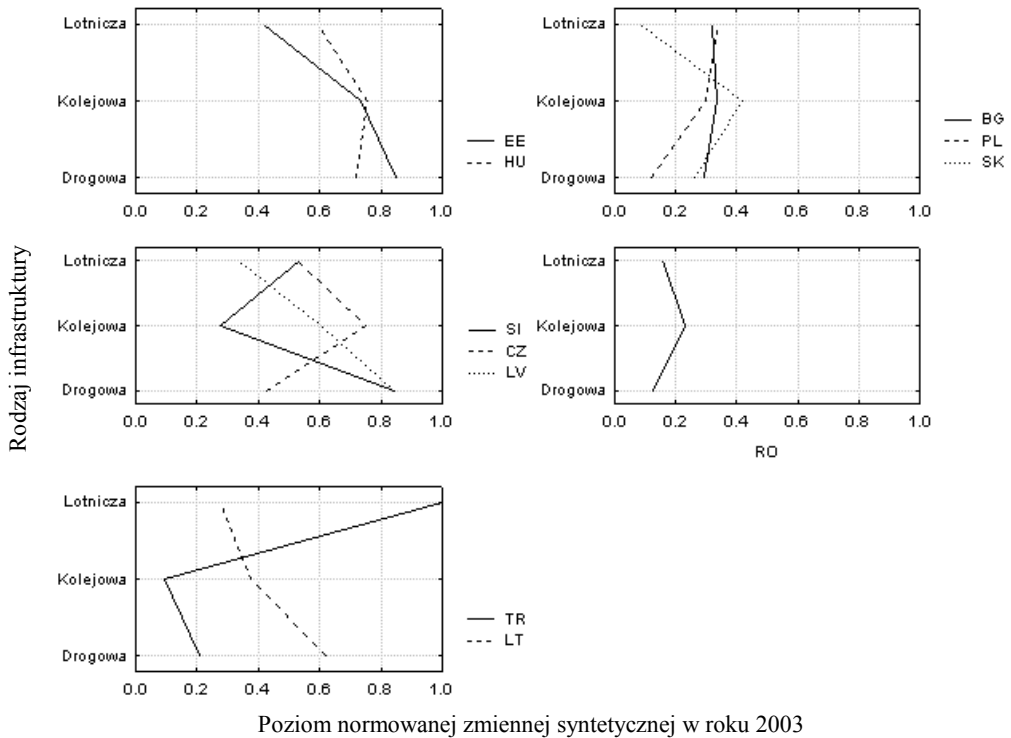 Rodzaj infrastruktury
Lotnicza
Kolejowa
Drogowa
0.0 0.2 0.4 0.6 0.8 1.0
EE
HU
Lotnicza
Kolejowa
Drogowa
0.0 0.2 0.4 0.6 0.8 1.0
BG
PL
SK
Lotnicza
Kolejowa
Drogowa
0.0 0.2 0.4 0.6 0.8 1.0
SI
CZ
LV
Lotnicza
Kolejowa
Drogowa
0.0 0.2 0.4 0.6 0.8 1.0
RO
Lotnicza
Kolejowa
Drogowa
0.0 0.2 0.4 0.6 0.8 1.0
TR
LT
Poziom normowanej zmiennej syntetycznej w roku 2003